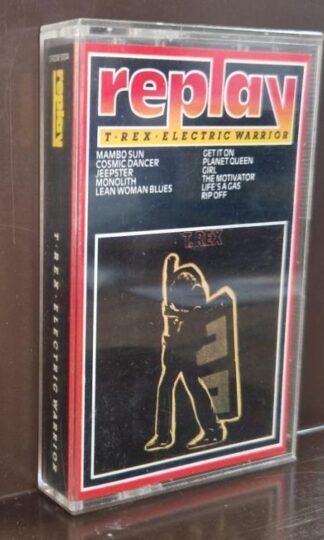 replay
T·REX·ELECTRIC WARRIOR
MAMBO SUN
COSMIC DANCER
JEEPSTER
MONOLITH
LEAN WOMAN BLUES
GET IT ON
PLANET QUEEN
GIRL
THE MOTIVATOR
LIFE'S A GAS
RIP OFF
T.REX
replay
T·REX·ELECTRIC WARRIOR